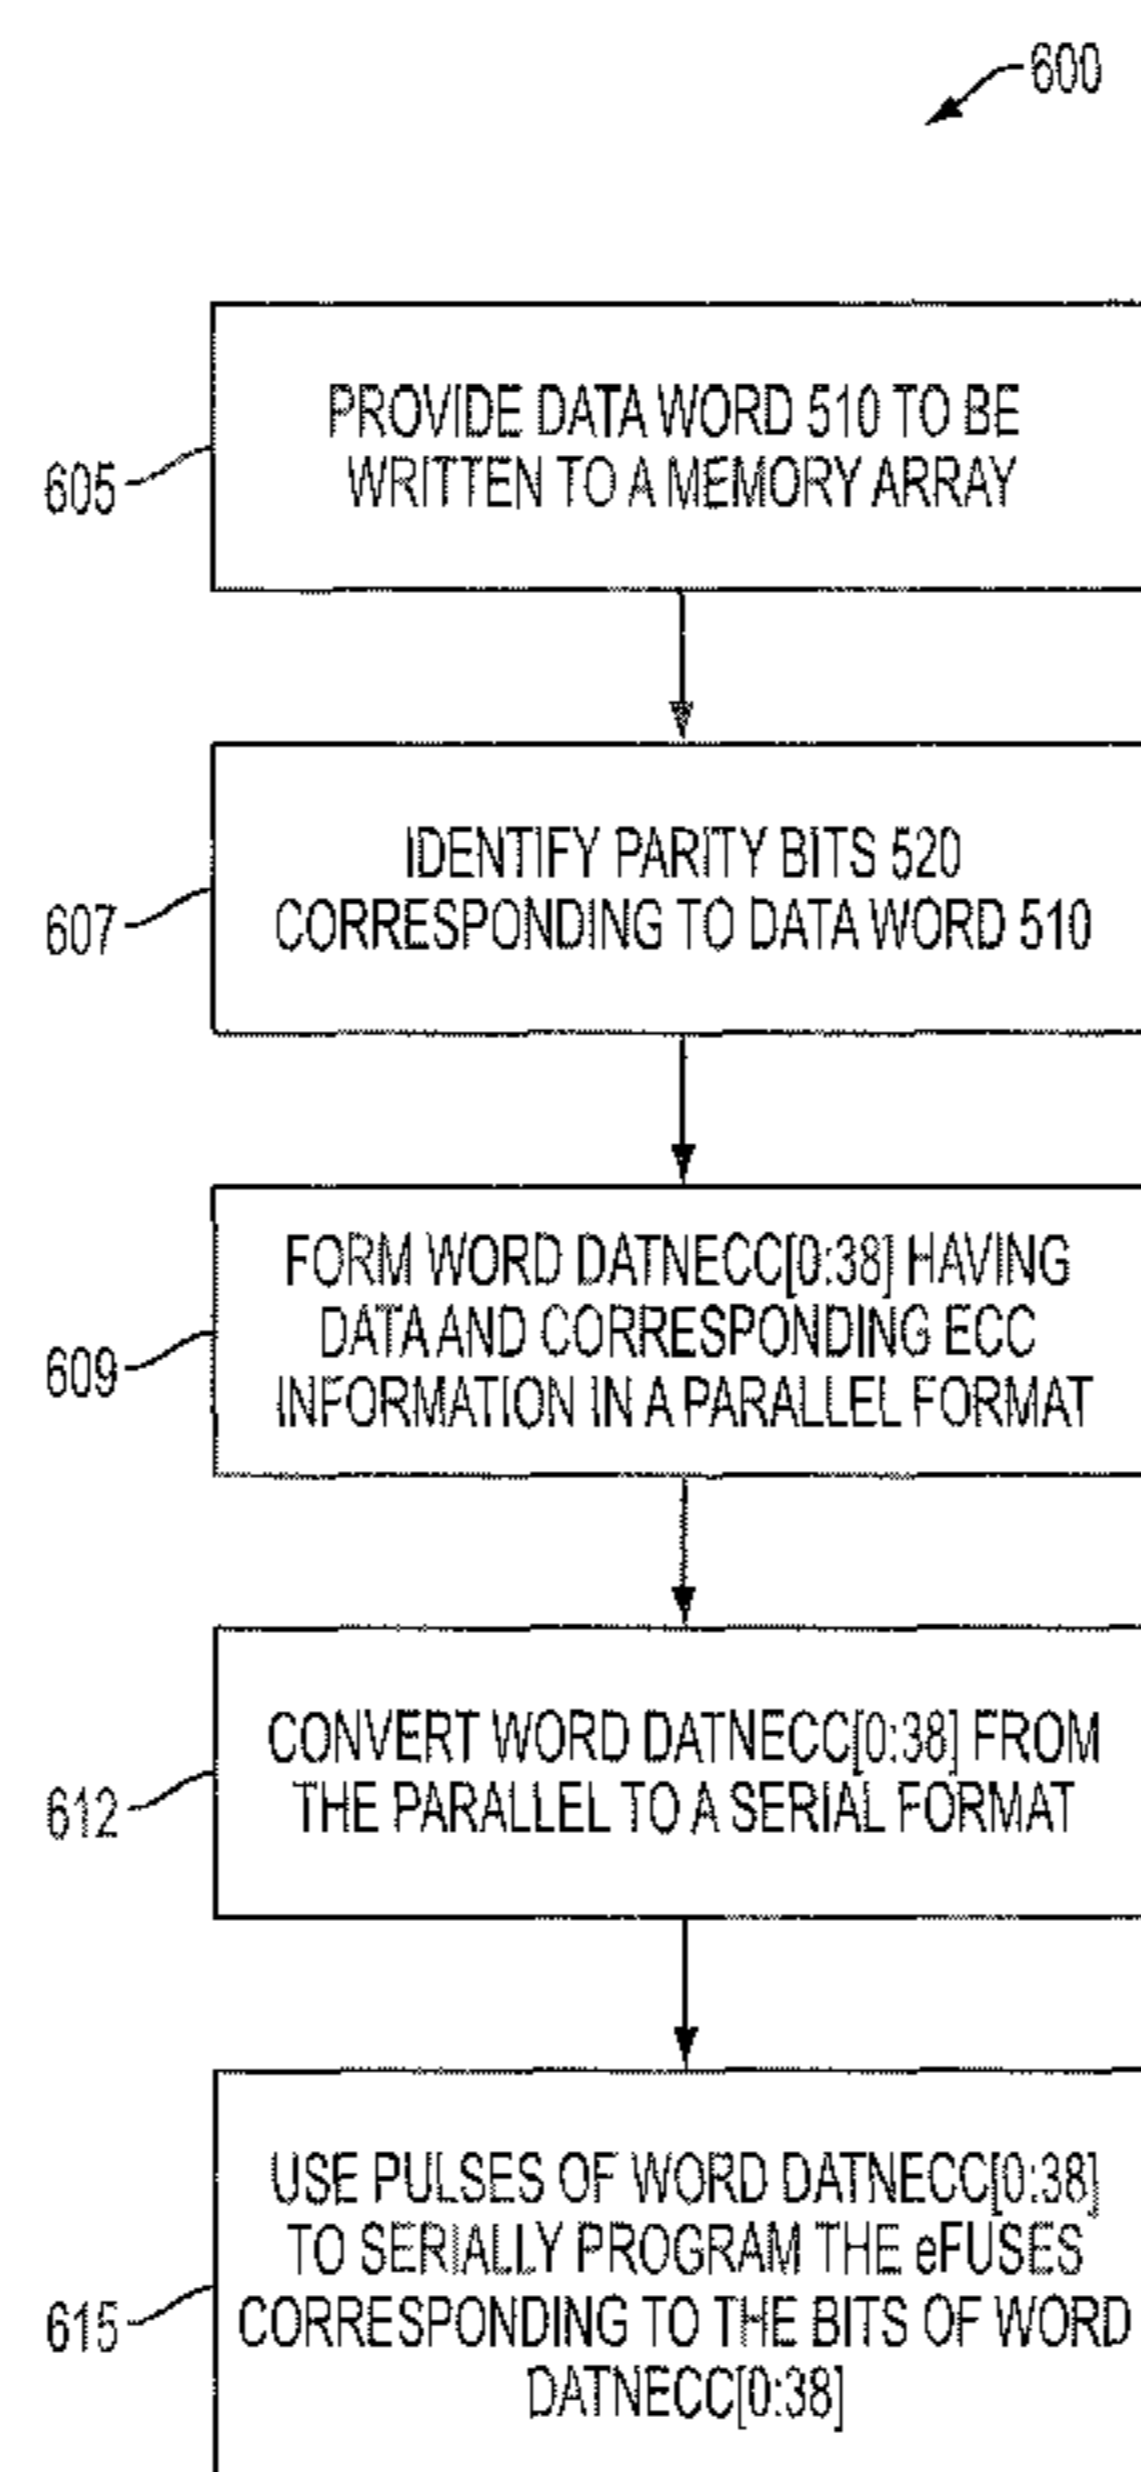 600
605
PROVIDE DATA WORD 510 TO BE
WRITTEN TO A MEMORY ARRAY
607
IDENTIFY PARITY BITS 520
CORRESPONDING TO DATA WORD 510
609
FORM WORD DATNECC[0:38] HAVING
DATA AND CORRESPONDING ECC
INFORMATION IN A PARALLEL FORMAT
612
CONVERT WORD DATNECC[0:38] FROM
THE PARALLEL TO A SERIAL FORMAT
615
USE PULSES OF WORD DATNECC[0:38]
TO SERIALLY PROGRAM THE eFUSES
CORRESPONDING TO THE BITS OF WORD
DATNECC[0:38]